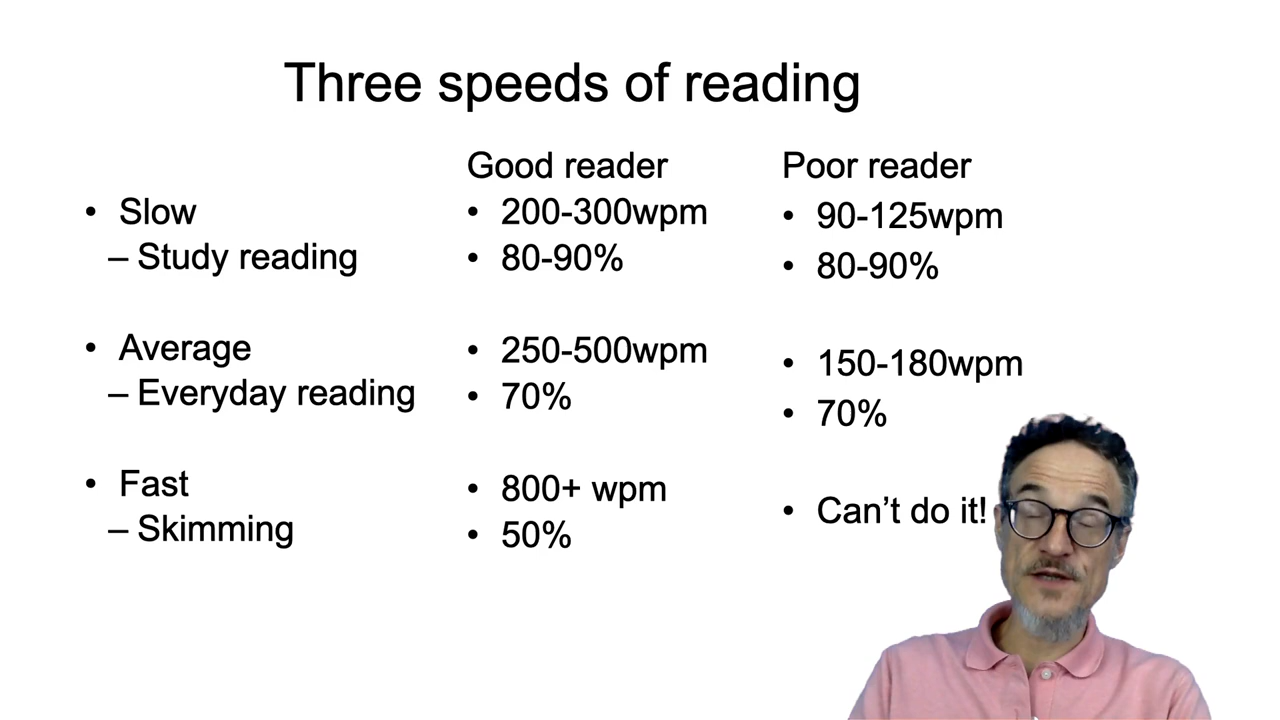 Three speeds of reading
Good reader
Poor reader
• Slow
– Study reading
• 200-300wpm
• 80-90%
• 90-125wpm
• 80-90%
• Average
– Everyday reading
• 250-500wpm
• 70%
• 150-180wpm
• 70%
• Fast
– Skimming
• 800+ wpm
• 50%
• Can’t do it!